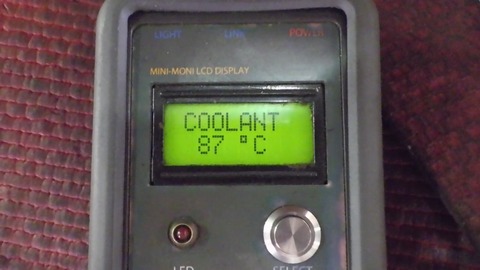 LIGHT LINK POWER
MINI-MONI LCD DISPLAY
COOLANT
87 °C
LED SELECT